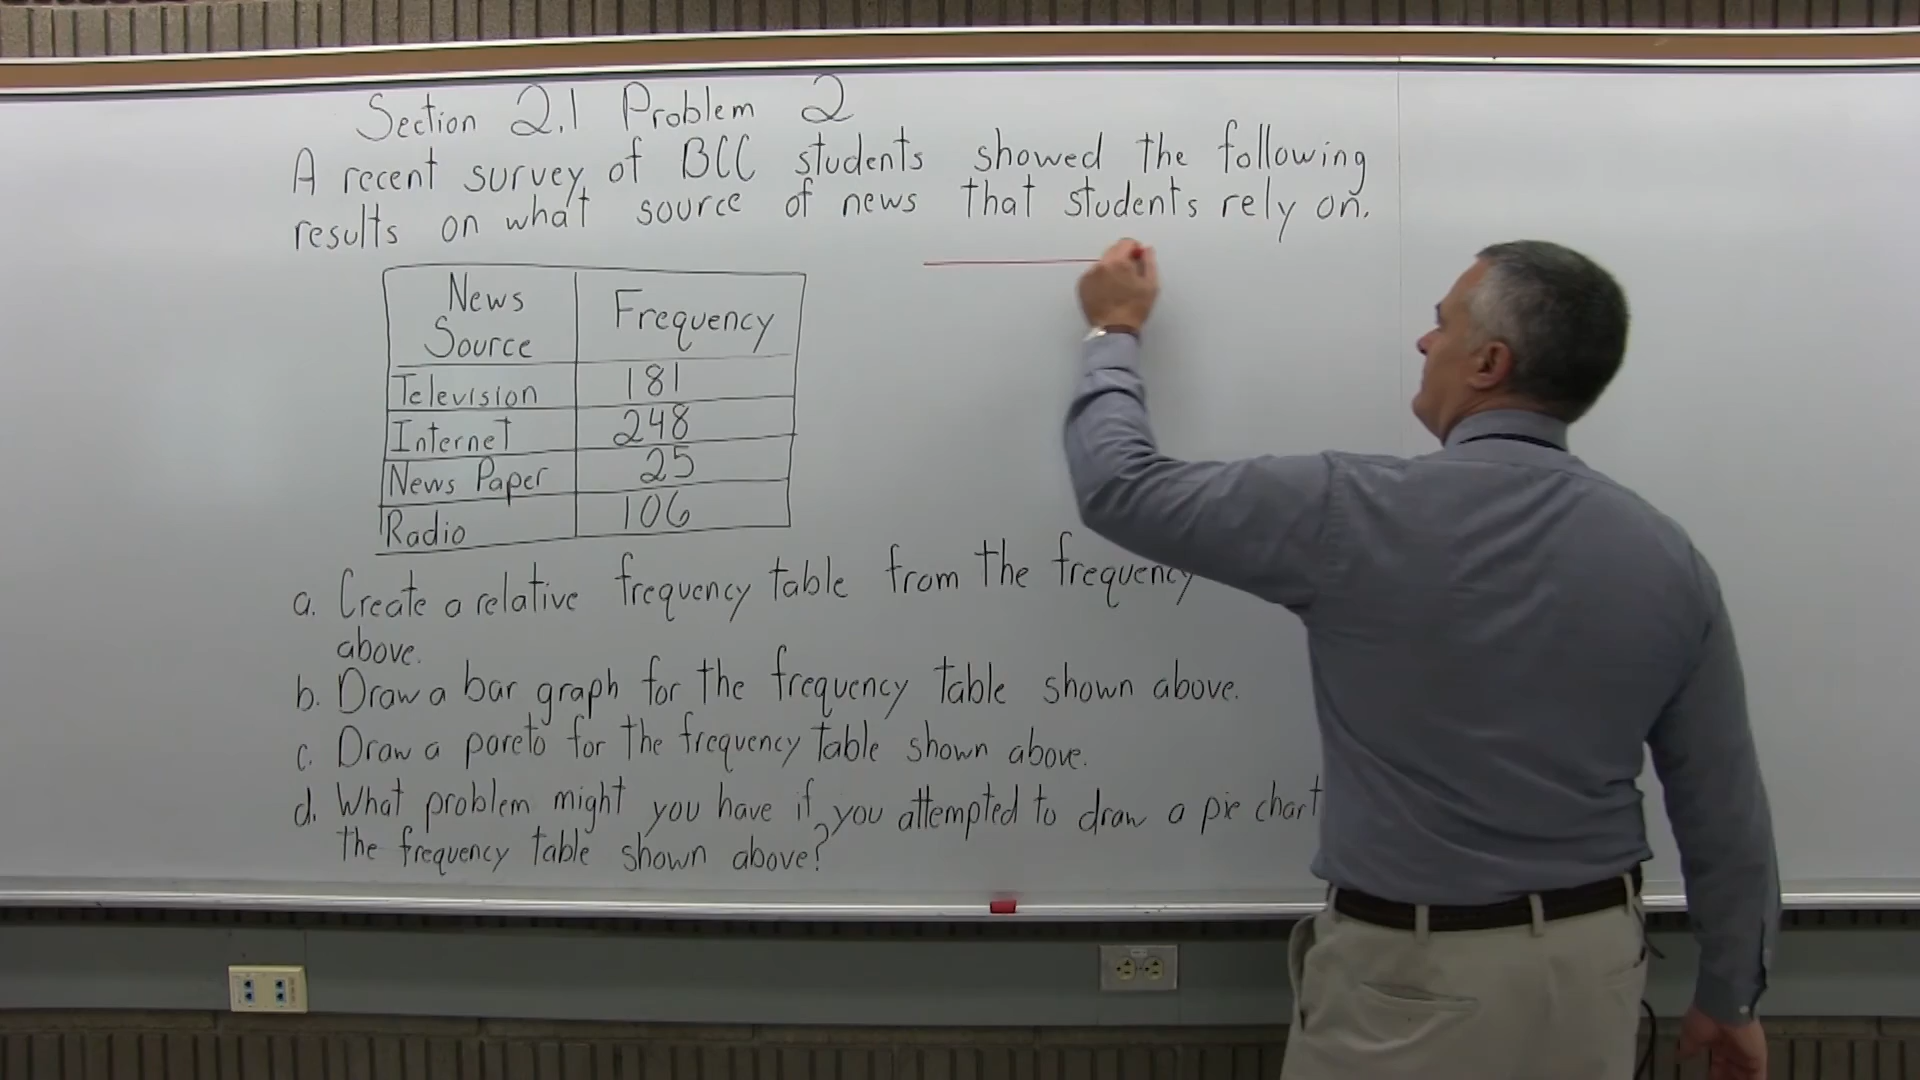 Section 2.1 Problem 2
A recent survey of BCC students showed the following
results on what source of news that students rely on.
News Source Frequency
Television 181
Internet 248
News Paper 25
Radio 106
a. Create a relative frequency table from the frequency
above.
b. Draw a bar graph for the frequency table shown above.
c. Draw a pareto for the frequency table shown above.
d. What problem might you have if you attempted to draw a pie chart
the frequency table shown above?